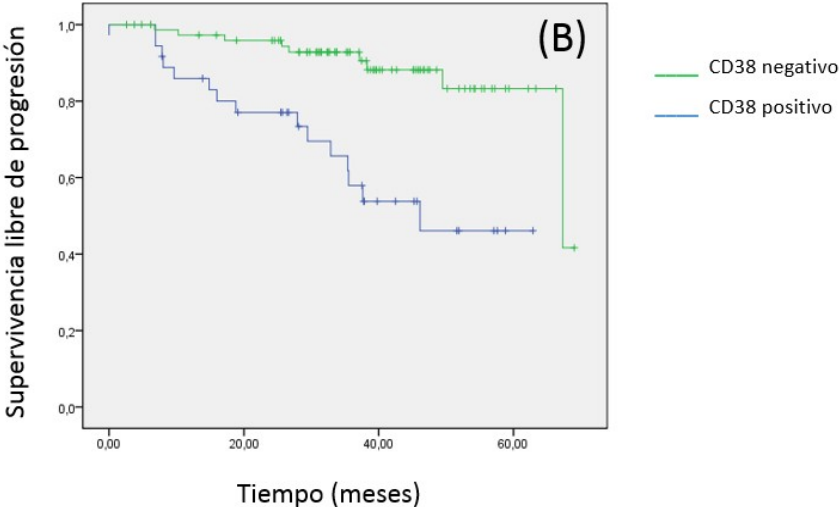 (B)
CD38 negativo
CD38 positivo
Supervivencia libre de progresión
1,0
0,8
0,6
0,4
0,2
0,0
0,00 20,00 40,00 60,00
Tiempo (meses)